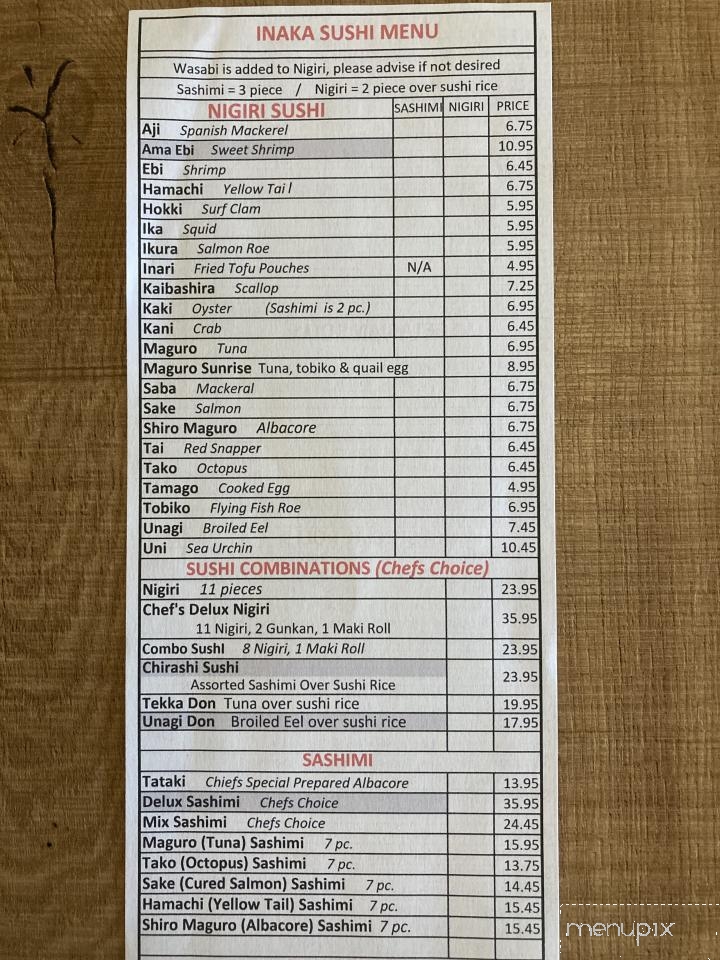 INAKA SUSHI MENU
Wasabi is added to Nigiri, please advise if not desired
Sashimi = 3 piece / Nigiri = 2 piece over sushi rice
NIGIRI SUSHI SASHIMI NIGIRI PRICE
Aji Spanish Mackerel 6.75
Ama Ebi Sweet Shrimp 10.95
Ebi Shrimp 6.45
Hamachi Yellow Tail 6.75
Hokki Surf Clam 5.95
Ika Squid 5.95
Ikura Salmon Roe 5.95
Inari Fried Tofu Pouches N/A 4.95
Kaibashira Scallop 7.25
Kaki Oyster (Sashimi is 2 pc.) 6.95
Kani Crab 6.45
Maguro Tuna 6.95
Maguro Sunrise Tuna, tobiko & quail egg 8.95
Saba Mackeral 6.75
Sake Salmon 6.75
Shiro Maguro Albacore 6.75
Tai Red Snapper 6.45
Tako Octopus 6.45
Tamago Cooked Egg 4.95
Tobiko Flying Fish Roe 6.95
Unagi Broiled Eel 7.45
Uni Sea Urchin 10.45
SUSHI COMBINATIONS (Chefs Choice)
Nigiri 11 pieces 23.95
Chef's Delux Nigiri
11 Nigiri, 2 Gunkan, 1 Maki Roll 35.95
Combo SushI 8 Nigiri, 1 Maki Roll 23.95
Chirashi Sushi
Assorted Sashimi Over Sushi Rice 23.95
Tekka Don Tuna over sushi rice 19.95
Unagi Don Broiled Eel over sushi rice 17.95
SASHIMI
Tataki Chiefs Special Prepared Albacore 13.95
Delux Sashimi Chefs Choice 35.95
Mix Sashimi Chefs Choice 24.45
Maguro (Tuna) Sashimi 7 pc. 15.95
Tako (Octopus) Sashimi 7 pc. 13.75
Sake (Cured Salmon) Sashimi 7 pc. 14.45
Hamachi (Yellow Tail) Sashimi 7 pc. 15.45
Shiro Maguro (Albacore) Sashimi 7 pc. 15.45
menupix